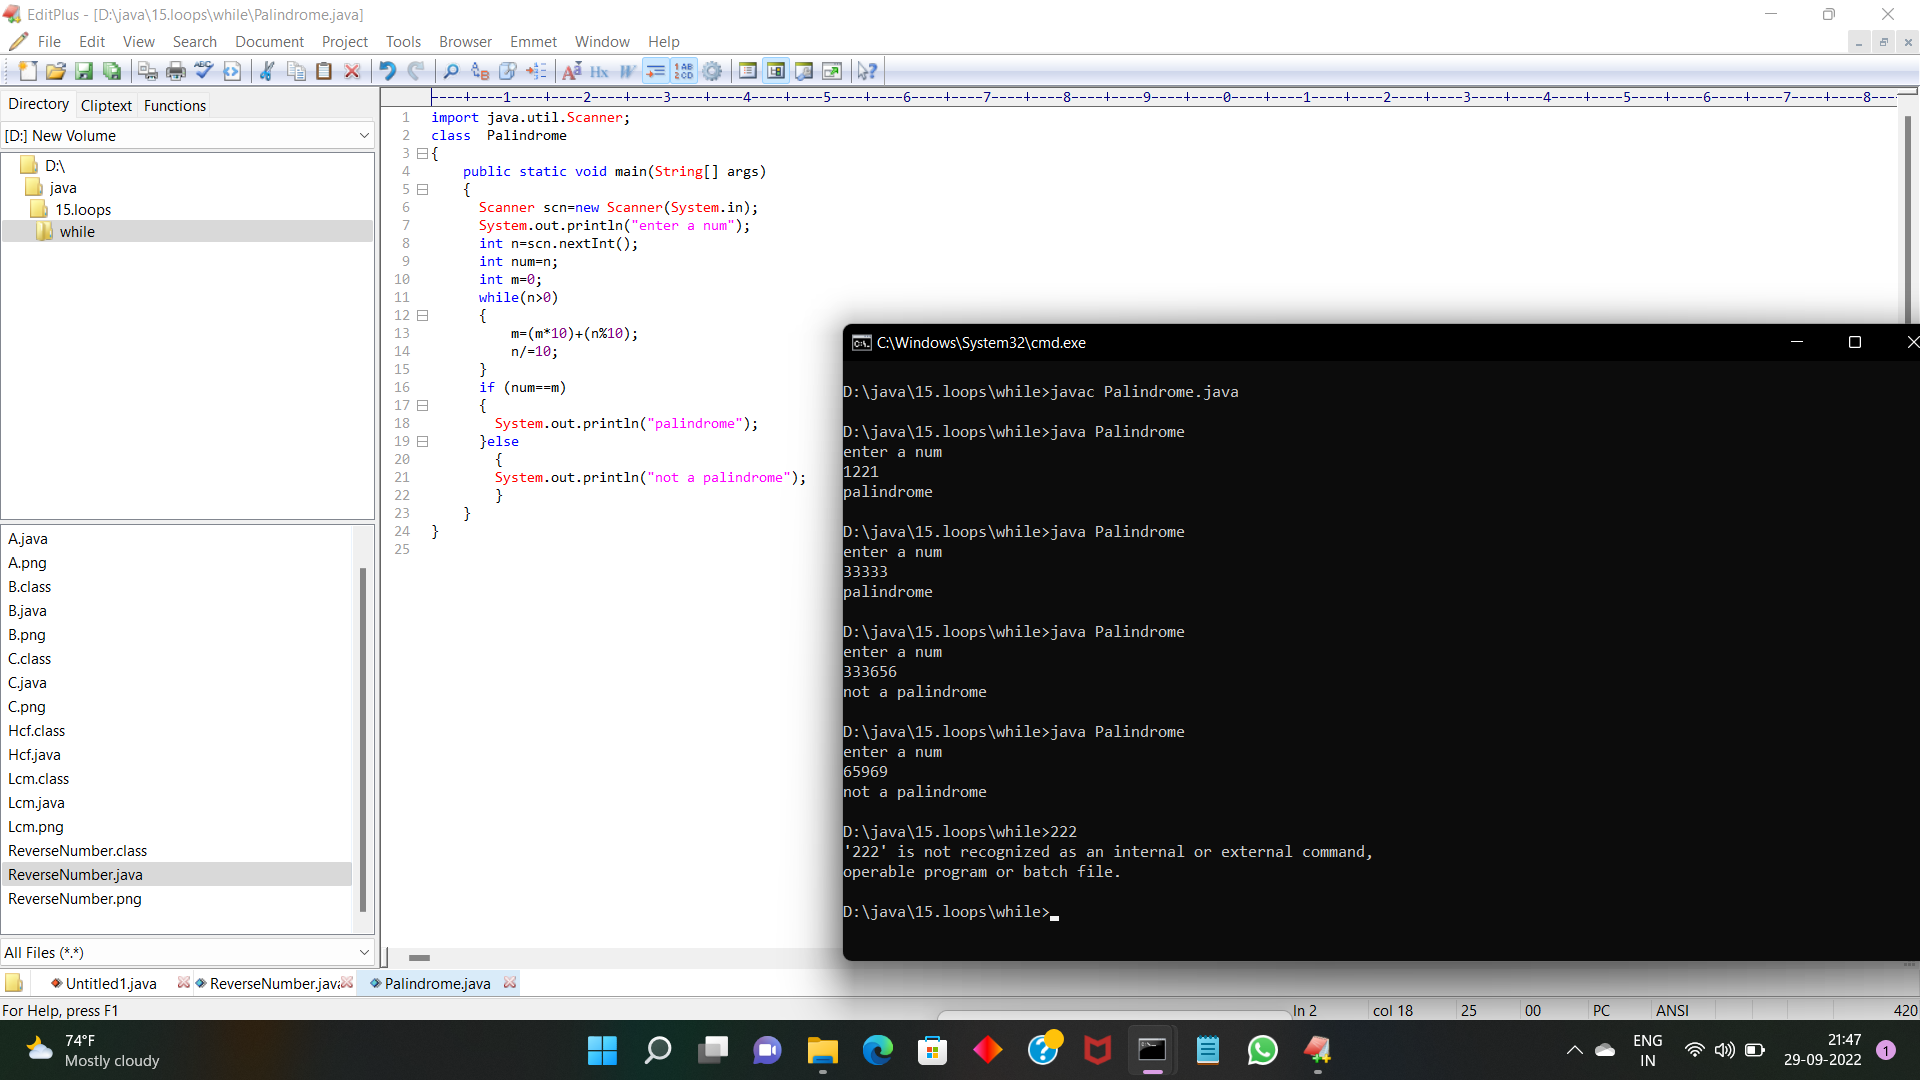 EditPlus - [D:\java\15.loops\while\Palindrome.java]
File Edit View Search Document Project Tools Browser Emmet Window Help
Directory Cliptext Functions
[D:] New Volume
D:\
java
15.loops
while
A.java
A.png
B.class
B.java
B.png
C.class
C.java
C.png
Hcf.class
Hcf.java
Lcm.class
Lcm.java
Lcm.png
ReverseNumber.class
ReverseNumber.java
ReverseNumber.png
All Files (*.*)
----+----1----+----2----+----3----+----4----+----5----+----6----+----7----+----8----+----9----+----0----+----1----+----2----+----3----+----4----+----5----+----6----+----7----+----8---
1 import java.util.Scanner;
2 class  Palindrome
3 {
4 public static void main(String[] args)
5 {
6 Scanner scn=new Scanner(System.in);
7 System.out.println("enter a num");
8 int n=scn.nextInt();
9 int num=n;
10 int m=0;
11 while(n>0)
12 {
13 m=(m*10)+(n%10);
14 n/=10;
15 }
16 if (num==m)
17 {
18 System.out.println("palindrome");
19 }else
20 {
21 System.out.println("not a palindrome");
22 }
23 }
24 }
25
C:\Windows\System32\cmd.exe
D:\java\15.loops\while>javac Palindrome.java
D:\java\15.loops\while>java Palindrome
enter a num
1221
palindrome
D:\java\15.loops\while>java Palindrome
enter a num
33333
palindrome
D:\java\15.loops\while>java Palindrome
enter a num
333656
not a palindrome
D:\java\15.loops\while>java Palindrome
enter a num
65969
not a palindrome
D:\java\15.loops\while>222
'222' is not recognized as an internal or external command,
operable program or batch file.
D:\java\15.loops\while>
Untitled1.java ReverseNumber.java Palindrome.java
For Help, press F1 ln 2 col 18 25 00 PC ANSI 420
74°F
Mostly cloudy
ENG
IN
21:47
29-09-2022
1